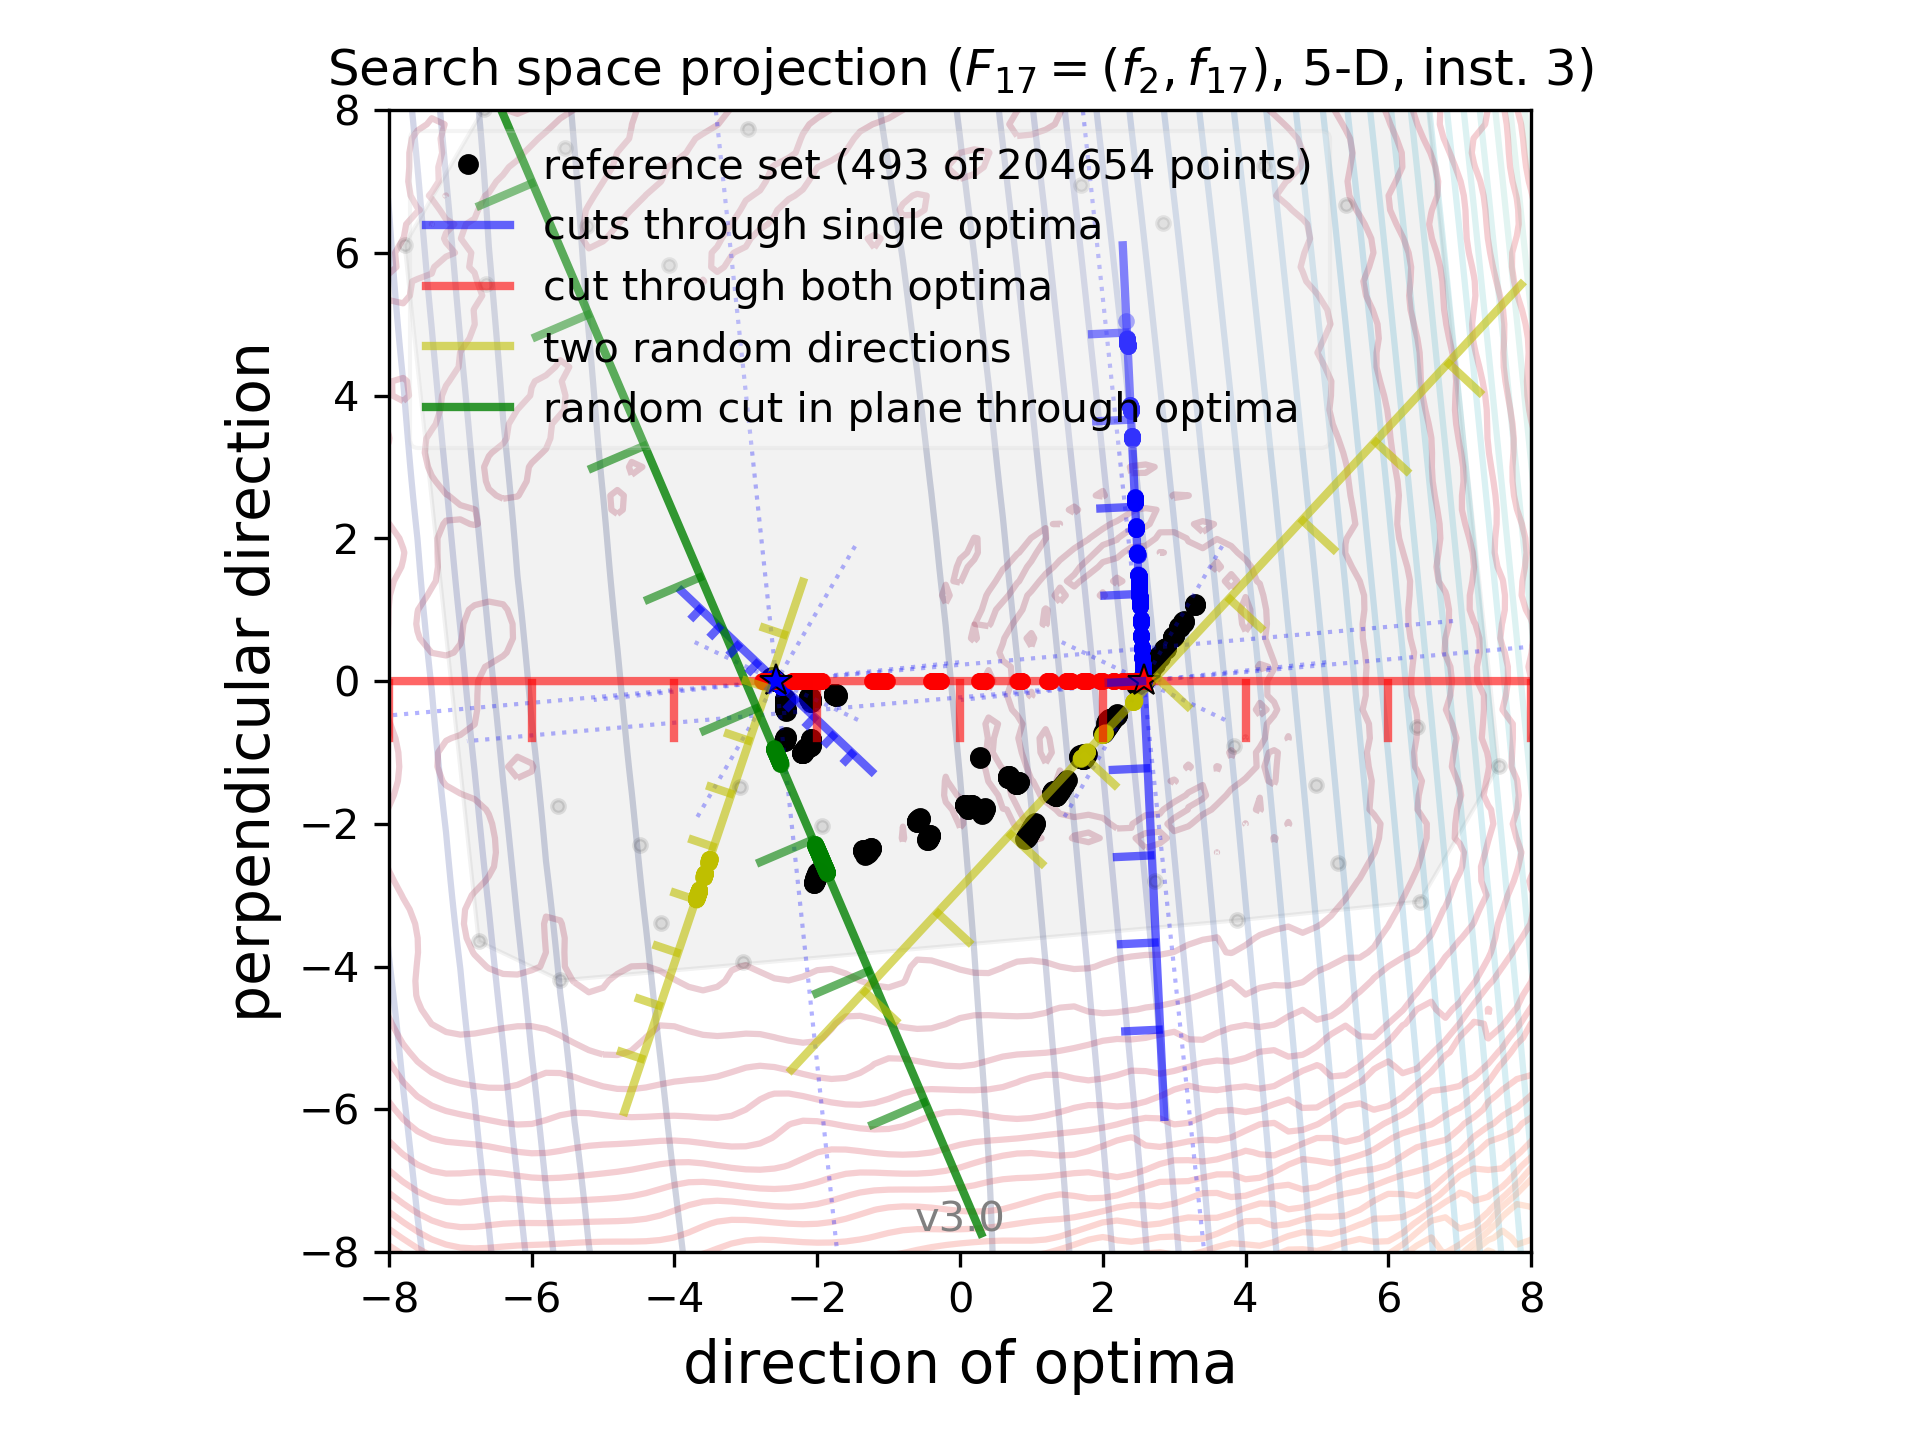 Search space projection (F₁₇ = (f₂, f₁₇), 5-D, inst. 3)
8
6
4
2
0
−2
−4
−6
−8
perpendicular direction
reference set (493 of 204654 points)
cuts through single optima
cut through both optima
two random directions
random cut in plane through optima
v3.0
−8 −6 −4 −2 0 2 4 6 8
direction of optima